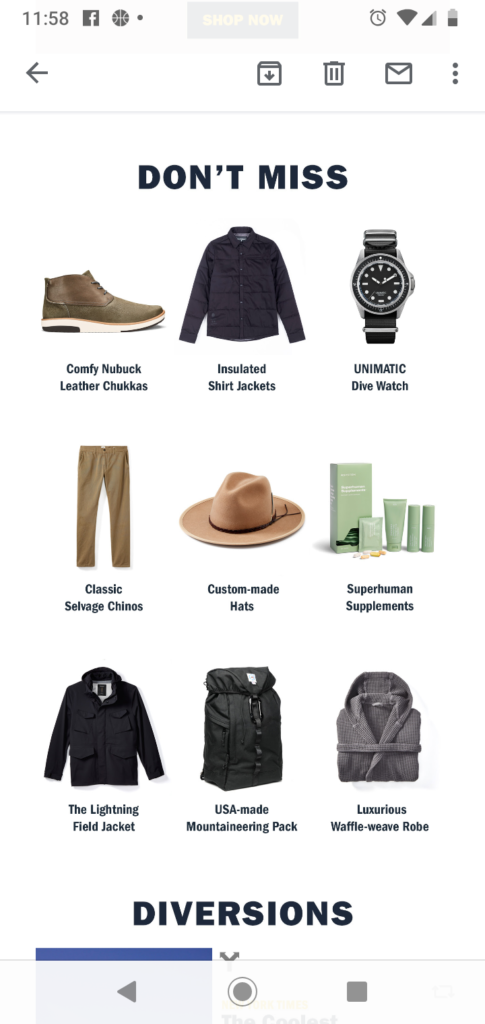 11:58
SHOP NOW
DON'T MISS
Comfy Nubuck
Leather Chukkas
Insulated
Shirt Jackets
UNIMATIC
Dive Watch
Classic
Selvage Chinos
Custom-made
Hats
Superhuman
Supplements
The Lightning
Field Jacket
USA-made
Mountaineering Pack
Luxurious
Waffle-weave Robe
DIVERSIONS
The Coolest